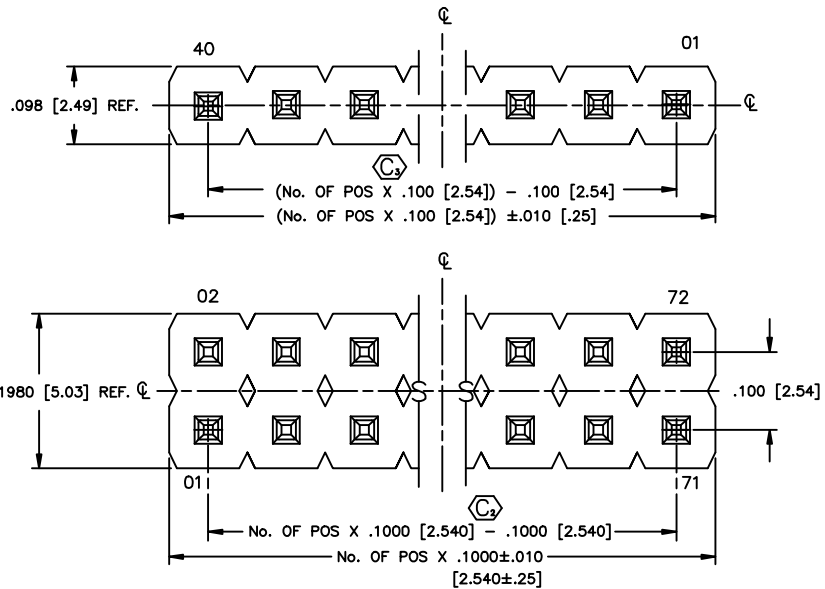 ℄
40
01
.098 [2.49] REF.
℄
C₃
(No. OF POS X .100 [2.54]) – .100 [2.54]
(No. OF POS X .100 [2.54]) ±.010 [.25]
℄
02
72
1980 [5.03] REF. ℄
.100 [2.54]
01
71
C₂
No. OF POS X .1000 [2.540] – .1000 [2.540]
No. OF POS X .1000±.010
[2.540±.25]